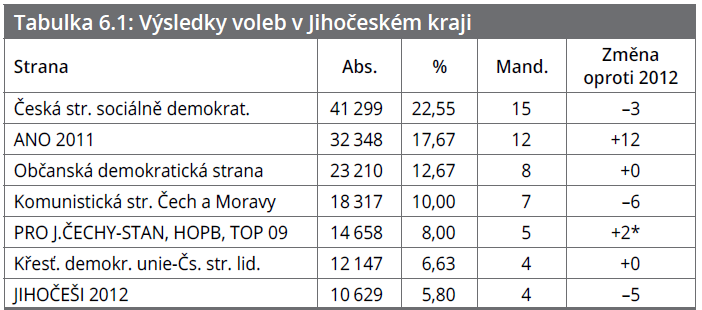 Tabulka 6.1: Výsledky voleb v Jihočeském kraji
Strana Abs. % Mand. Změna oproti 2012
Česká str. sociálně demokrat. 41 299 22,55 15 –3
ANO 2011 32 348 17,67 12 +12
Občanská demokratická strana 23 210 12,67 8 +0
Komunistická str. Čech a Moravy 18 317 10,00 7 –6
PRO J.ČECHY-STAN, HOPB, TOP 09 14 658 8,00 5 +2*
Křesť. demokr. unie-Čs. str. lid. 12 147 6,63 4 +0
JIHOČEŠI 2012 10 629 5,80 4 –5